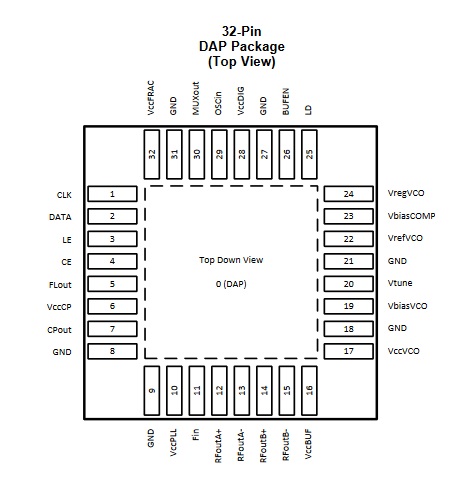 32-Pin
DAP Package
(Top View)
VccFRAC
GND
MUXout
OSCin
VccDIG
GND
BUFEN
LD
32
31
30
29
28
27
26
25
CLK 1
DATA 2
LE 3
CE 4
FLout 5
VccCP 6
CPout 7
GND 8
Top Down View
0 (DAP)
24 VregVCO
23 VbiasCOMP
22 VrefVCO
21 GND
20 Vtune
19 VbiasVCO
18 GND
17 VccVCO
9
10
11
12
13
14
15
16
GND
VccPLL
Fin
RFoutA+
RFoutA-
RFoutB+
RFoutB-
VccBUF